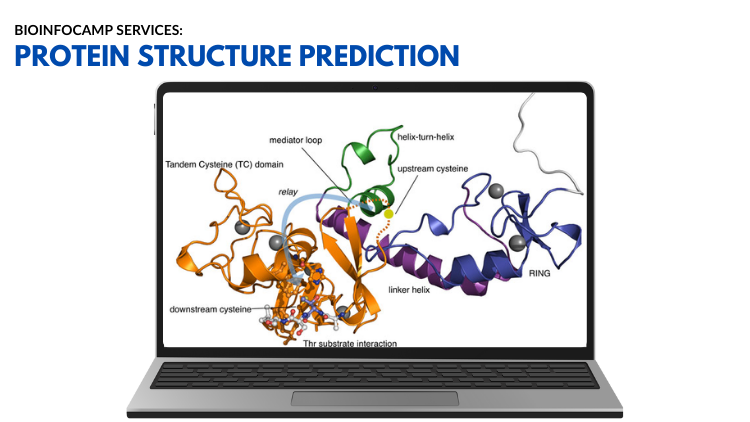 BIOINFOCAMP SERVICES:
PROTEIN STRUCTURE PREDICTION
helix-turn-helix
mediator loop
Tandem Cysteine (TC) domain
upstream cysteine
relay
RING
linker helix
downstream cysteine
Thr substrate interaction